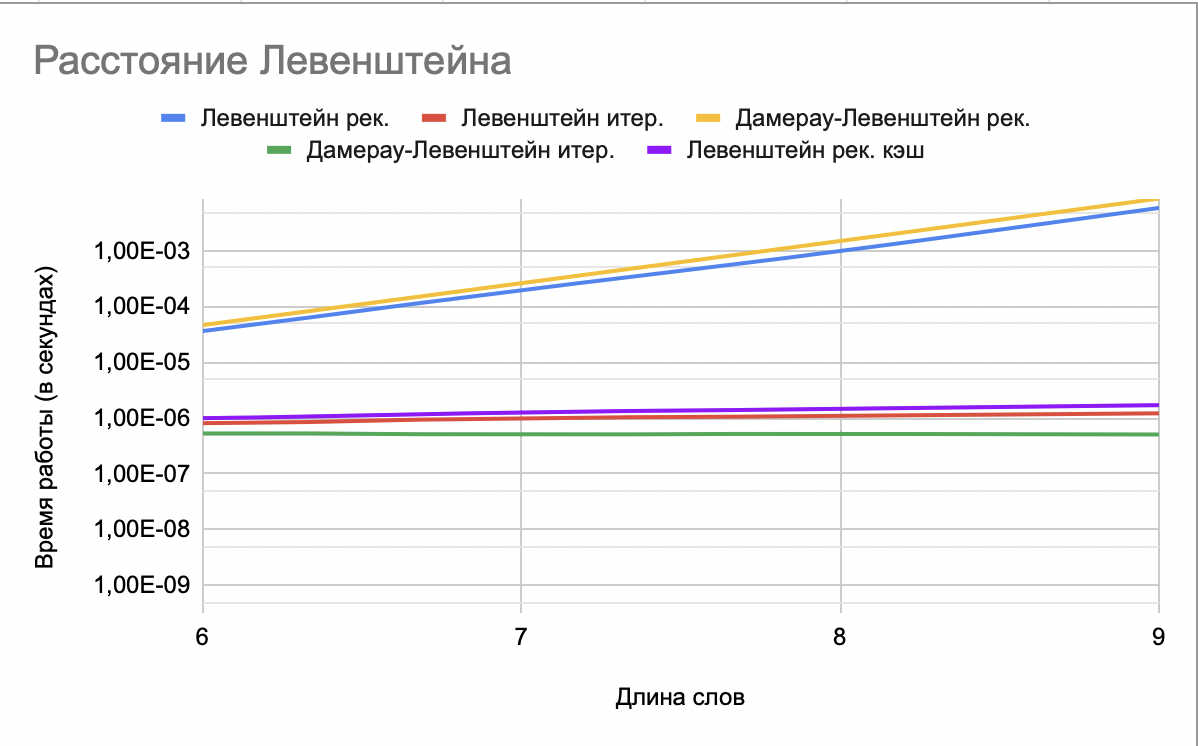 Расстояние Левенштейна
Левенштейн рек. Левенштейн итер. Дамерау-Левенштейн рек.
Дамерау-Левенштейн итер. Левенштейн рек. кэш
Время работы (в секундах)
1,00E-03
1,00E-04
1,00E-05
1,00E-06
1,00E-07
1,00E-08
1,00E-09
6 7 8 9
Длина слов